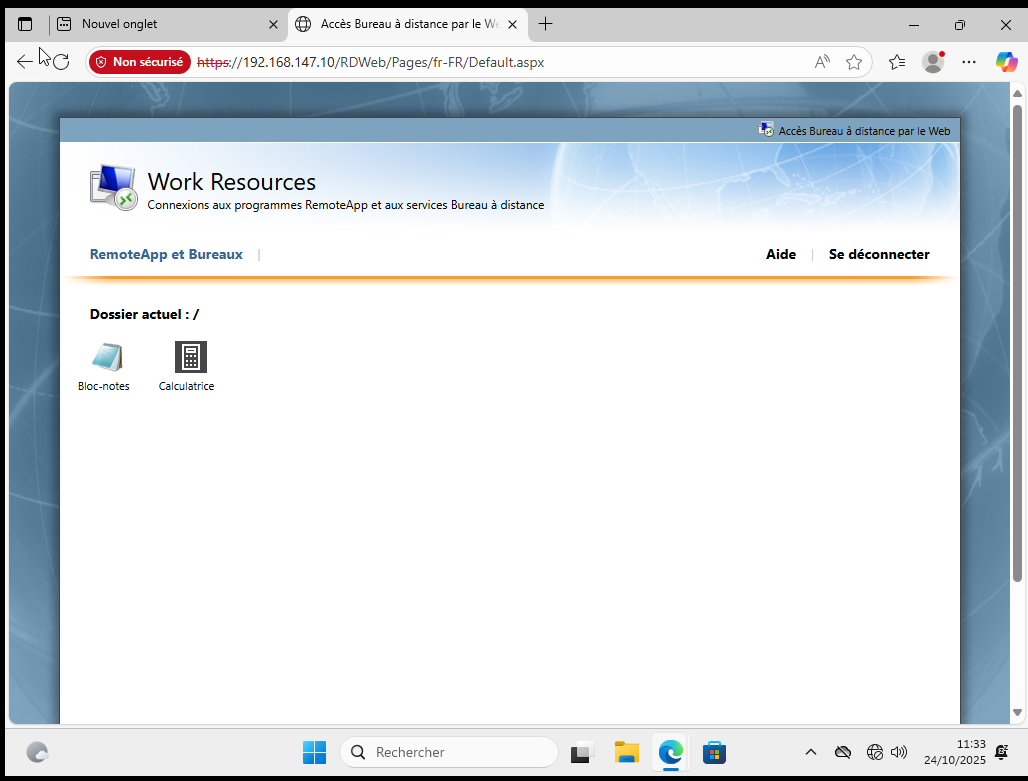 Nouvel onglet
Accès Bureau à distance par le We
Non sécurisé https://192.168.147.10/RDWeb/Pages/fr-FR/Default.aspx
Accès Bureau à distance par le Web
Work Resources
Connexions aux programmes RemoteApp et aux services Bureau à distance
RemoteApp et Bureaux | Aide | Se déconnecter
Dossier actuel : /
Bloc-notes Calculatrice
Rechercher
11:33
24/10/2025